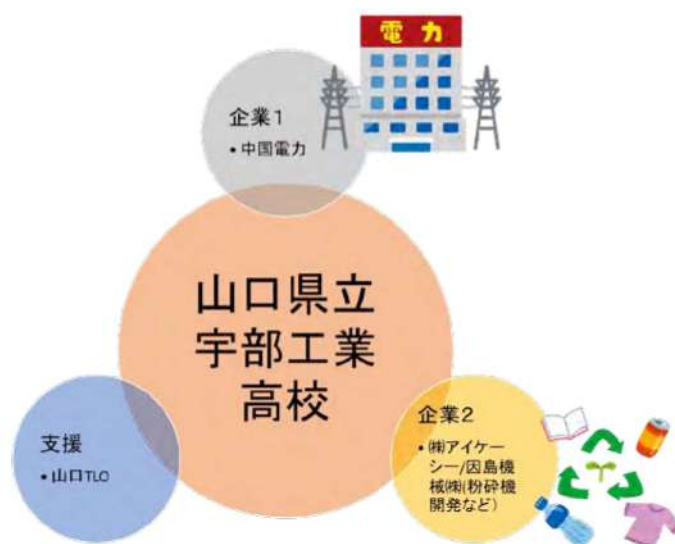 電力
企業1
• 中国電力
山口県立
宇部工業
高校
支援
• 山口TLO
企業2
• ㈱アイケー
シー/因島機
械㈱(粉砕機
開発など)